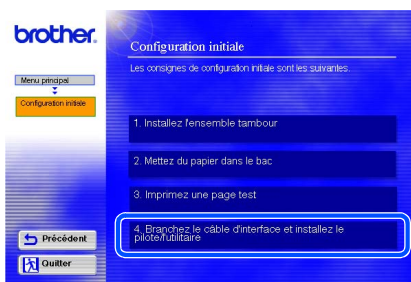 brother.
Configuration initiale
Les consignes de configuration initiale sont les suivantes.
Menu principal
Configuration initiale
1. Installez l'ensemble tambour
2. Mettez du papier dans le bac
3. Imprimez une page test
4. Branchez le câble d'interface et installez le
pilote/l'utilitaire
Précédent
Quitter